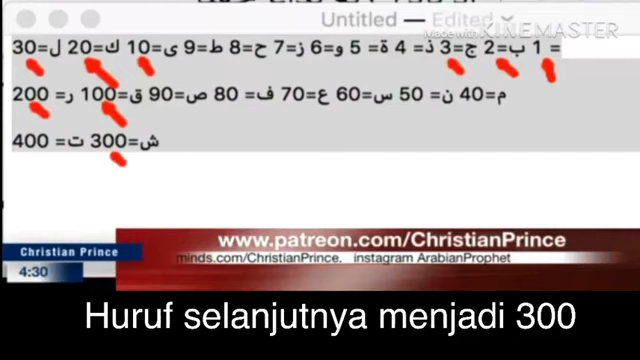 Untitled — Edited
Made with KINEMASTER
= 1 ب=2 ج=3 ذ= 4 ة= 5 و=6 ز=7 ح=8 ط=9 ى=10 ك=20 ل=30
م=40 ن= 50 س=60 ع=70 ف= 80 ص=90 ق=100 ر= 200
ش=300 ت= 400
www.patreon.com/ChristianPrince
Christian Prince
minds.com/ChristianPrince. instagram ArabianProphet
4:30
Huruf selanjutnya menjadi 300